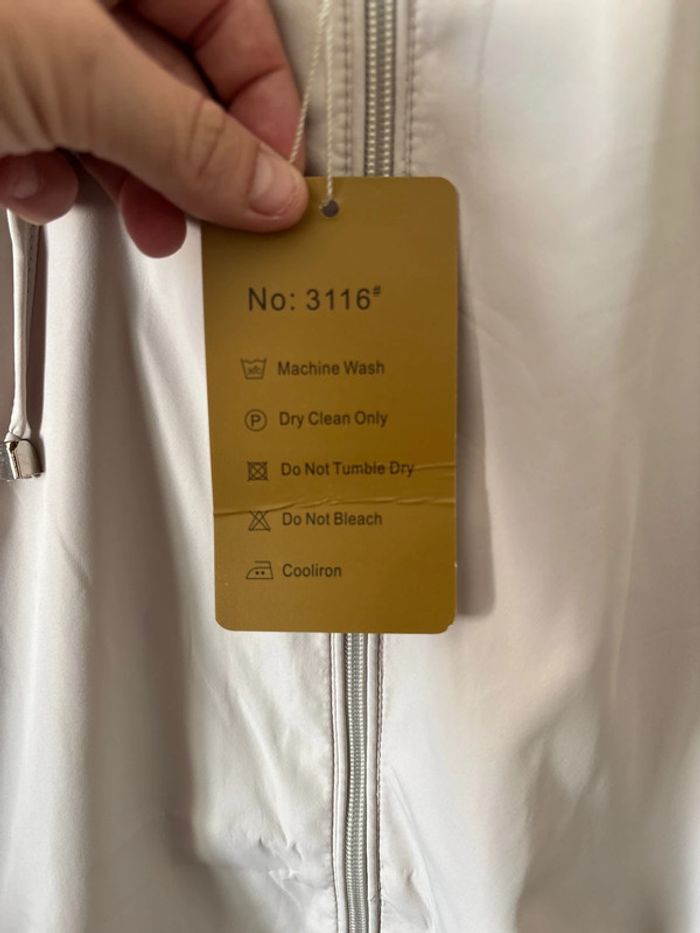 No: 3116#
Machine Wash
P Dry Clean Only
Do Not Tumble Dry
Do Not Bleach
Cooliron